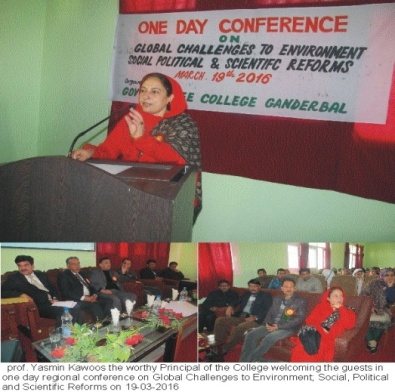 ONE DAY CONFERENCE
ON
GLOBAL CHALLENGES TO ENVIRONMENT
SOCIAL POLITICAL & SCIENTIFC REFORMS
MARCH. 19th 2016
COLLEGE GANDERBAL
prof. Yasmin Kawoos the worthy Principal of the College welcoming the guests in
one day regional conference on Global Challenges to Environment, Social, Political
and Scientific Reforms on 19-03-2016